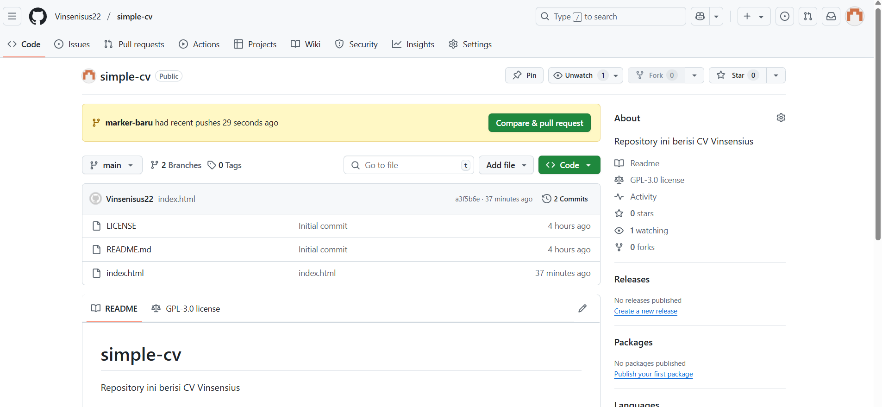 Vinsenisus22 / simple-cv Type / to search
Code Issues Pull requests Actions Projects Wiki Security Insights Settings
simple-cv Public Pin Unwatch 1 Fork 0 Star 0
marker-baru had recent pushes 29 seconds ago Compare & pull request
main 2 Branches 0 Tags Go to file t Add file Code
Vinsenisus22 index.html a3f5b6e · 37 minutes ago 2 Commits
LICENSE Initial commit 4 hours ago
README.md Initial commit 4 hours ago
index.html index.html 37 minutes ago
README GPL-3.0 license
simple-cv
Repository ini berisi CV Vinsensius
About
Repository ini berisi CV Vinsensius
Readme
GPL-3.0 license
Activity
0 stars
1 watching
0 forks
Releases
No releases published
Create a new release
Packages
No packages published
Publish your first package
Languages